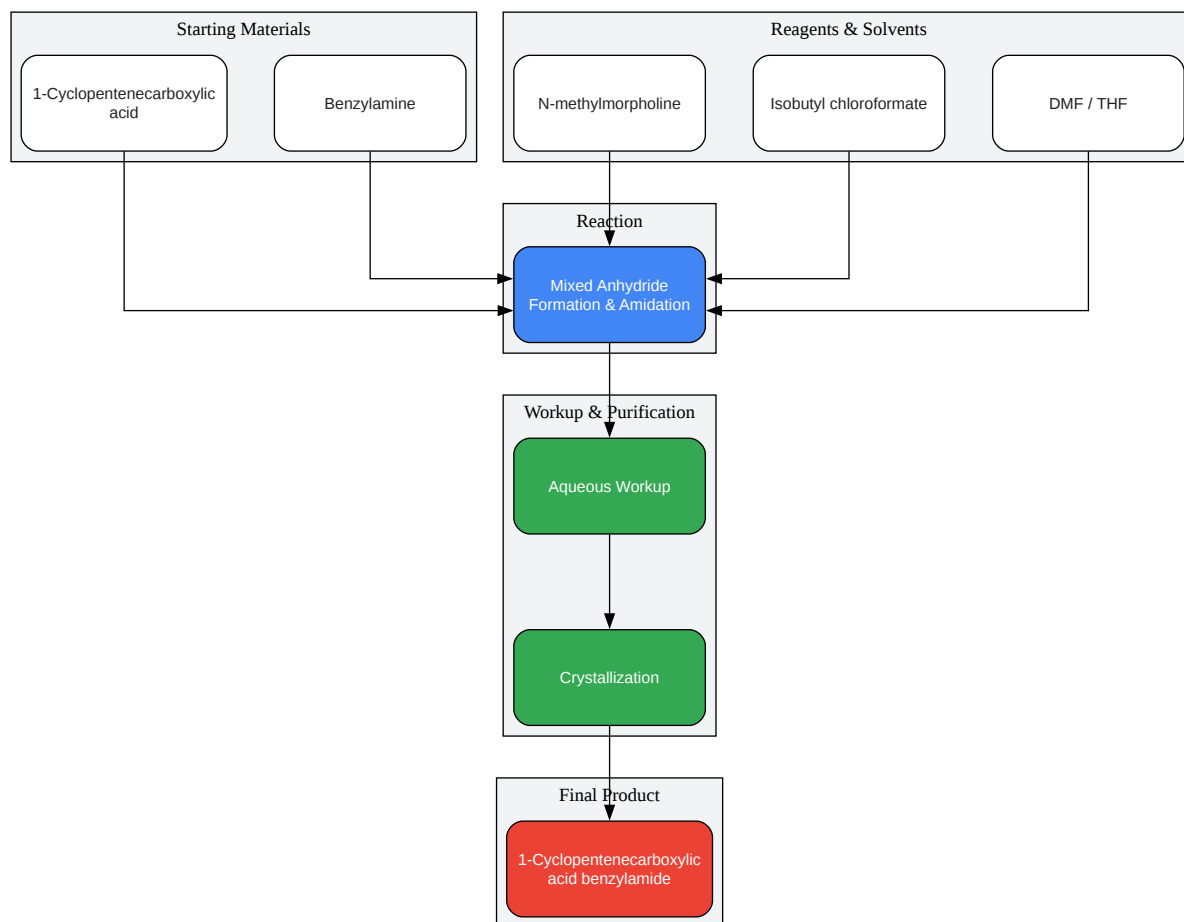 Starting Materials
1-Cyclopentenecarboxylic
acid
Benzylamine
Reagents & Solvents
N-methylmorpholine
Isobutyl chloroformate
DMF / THF
Reaction
Mixed Anhydride
Formation & Amidation
Workup & Purification
Aqueous Workup
Crystallization
Final Product
1-Cyclopentenecarboxylic
acid benzylamide